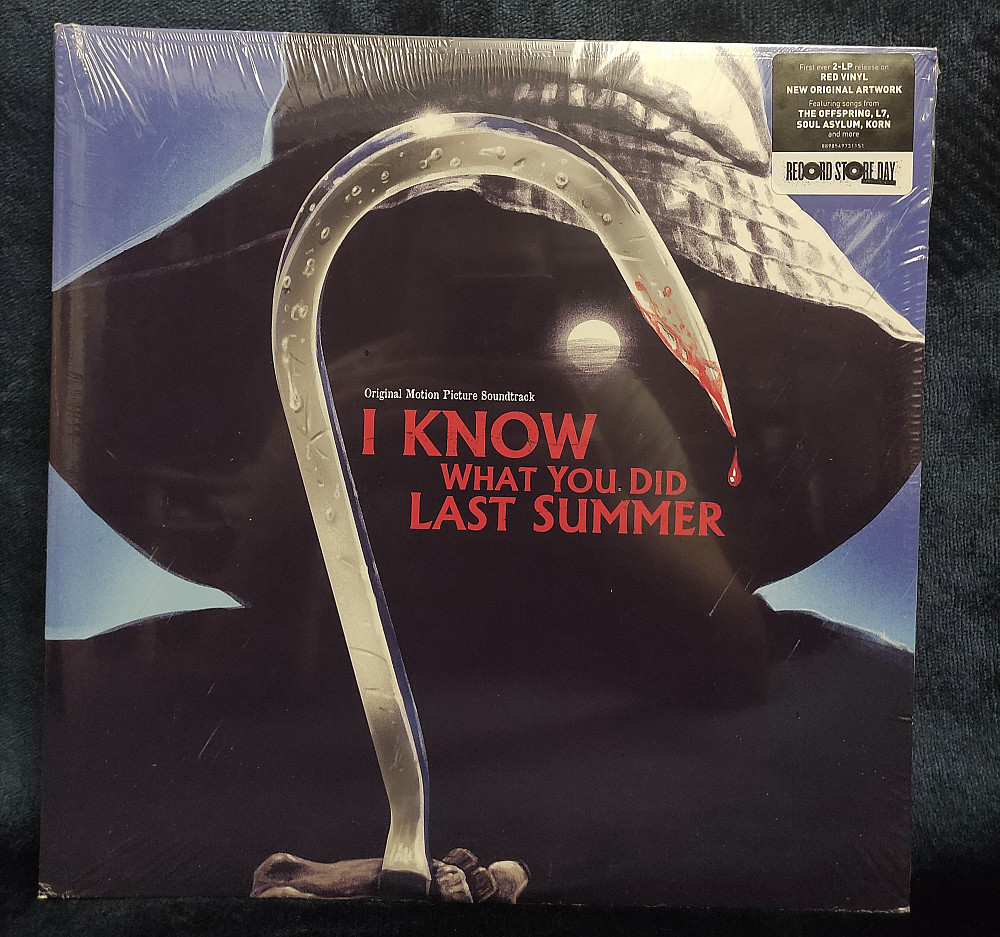 First ever 2-LP release on
RED VINYL
NEW ORIGINAL ARTWORK
Featuring songs from
THE OFFSPRING, L7,
SOUL ASYLUM, KORN
and more
RECORD STORE DAY
Original Motion Picture Soundtrack
I KNOW
WHAT YOU DID
LAST SUMMER